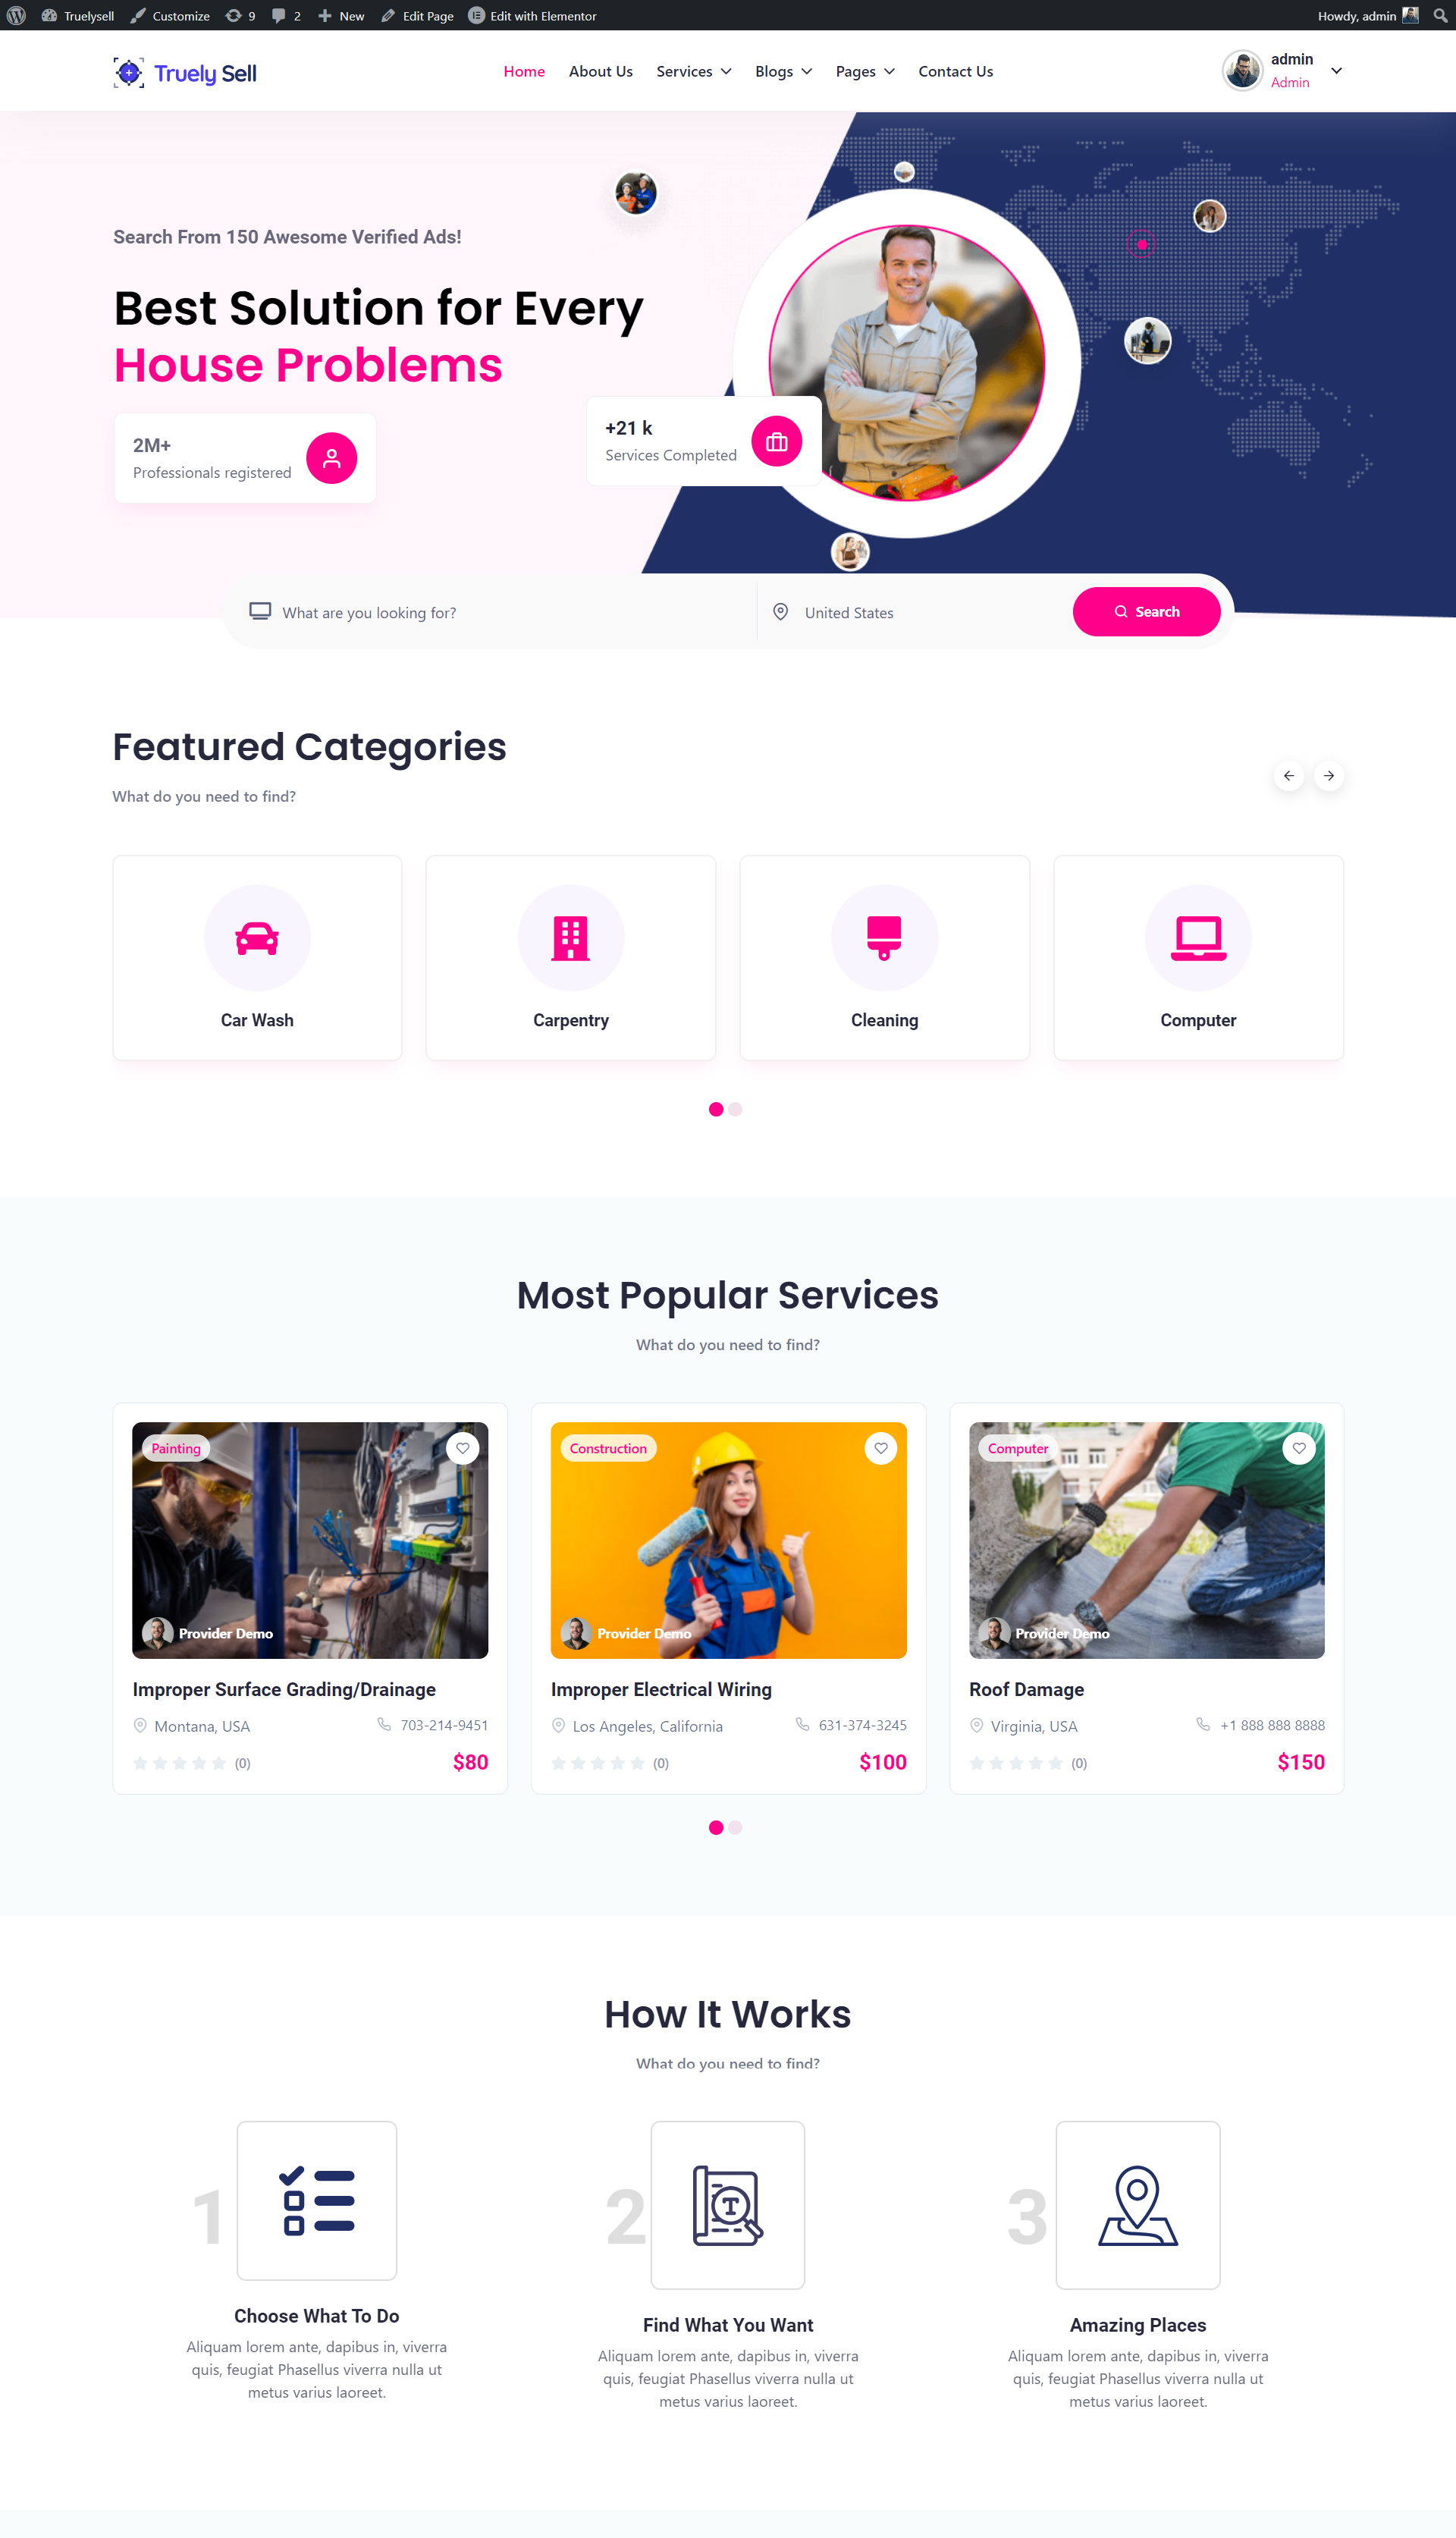 Truelysell Customize 9 2 New Edit Page Edit with Elementor Howdy, admin
Truely Sell Home About Us Services Blogs Pages Contact Us admin
Admin
Search From 150 Awesome Verified Ads!
Best Solution for Every
House Problems
2M+
Professionals registered
+21 k
Services Completed
What are you looking for? United States Search
Featured Categories
What do you need to find?
Car Wash Carpentry Cleaning Computer
Most Popular Services
What do you need to find?
Painting Construction Computer
Provider Demo Provider Demo Provider Demo
Improper Surface Grading/Drainage Improper Electrical Wiring Roof Damage
Montana, USA 703-214-9451 Los Angeles, California 631-374-3245 Virginia, USA +1 888 888 8888
(0) $80 (0) $100 (0) $150
How It Works
What do you need to find?
1 2 3
Choose What To Do
Aliquam lorem ante, dapibus in, viverra
quis, feugiat Phasellus viverra nulla ut
metus varius laoreet.
Find What You Want
Aliquam lorem ante, dapibus in, viverra
quis, feugiat Phasellus viverra nulla ut
metus varius laoreet.
Amazing Places
Aliquam lorem ante, dapibus in, viverra
quis, feugiat Phasellus viverra nulla ut
metus varius laoreet.